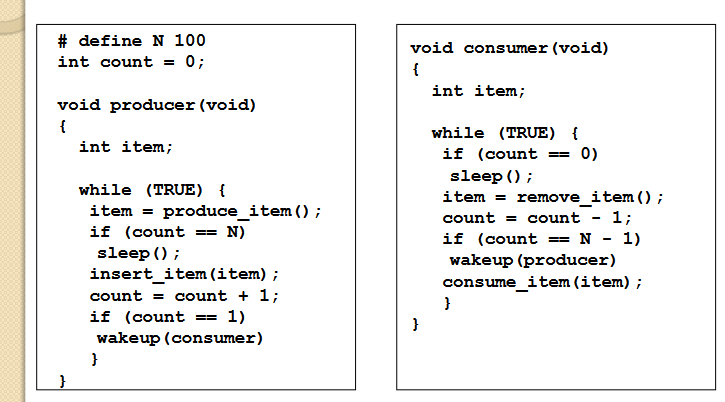 # define N 100
int count = 0;
void producer(void)
{
int item;
while (TRUE) {
item = produce_item();
if (count == N)
sleep();
insert_item(item);
count = count + 1;
if (count == 1)
wakeup(consumer)
}
}
void consumer(void)
{
int item;
while (TRUE) {
if (count == 0)
sleep();
item = remove_item();
count = count - 1;
if (count == N - 1)
wakeup(producer)
consume_item(item);
}
}